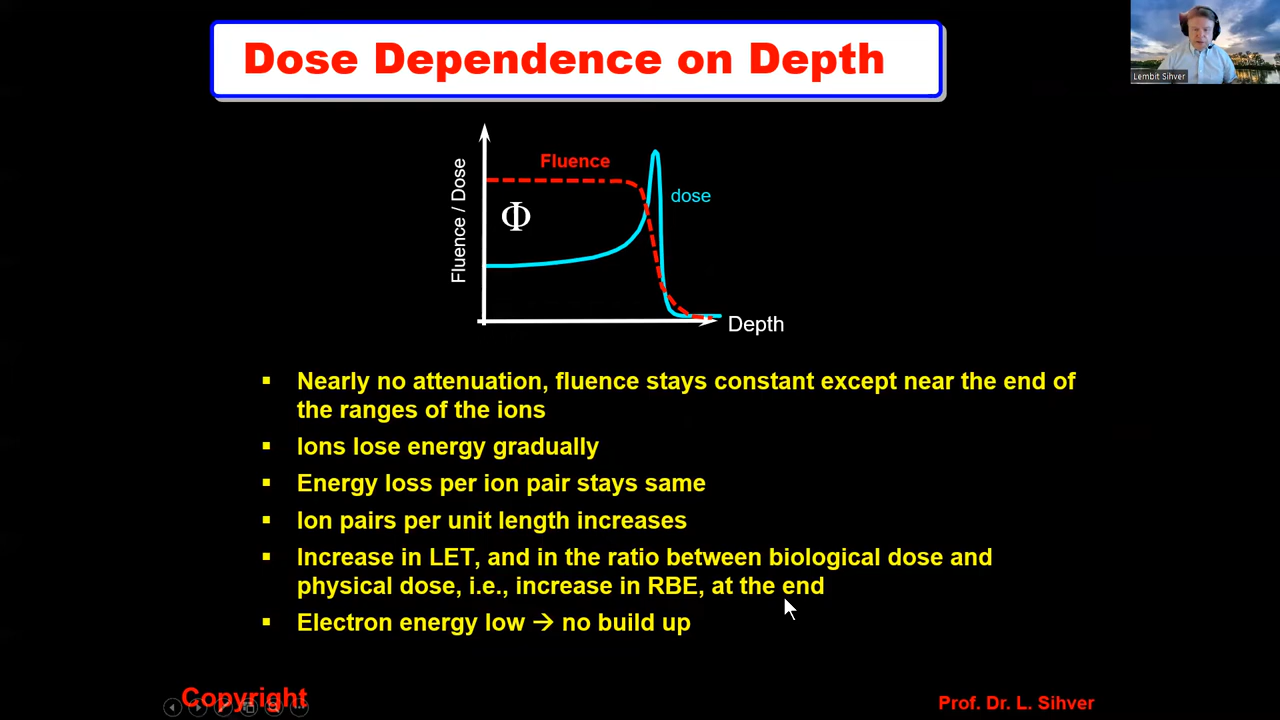 Dose Dependence on Depth
Lembit Sihver
Fluence / Dose
Fluence
Φ
dose
Depth
▪ Nearly no attenuation, fluence stays constant except near the end of
the ranges of the ions
▪ Ions lose energy gradually
▪ Energy loss per ion pair stays same
▪ Ion pairs per unit length increases
▪ Increase in LET, and in the ratio between biological dose and
physical dose, i.e., increase in RBE, at the end
▪ Electron energy low → no build up
Copyright
Prof. Dr. L. Sihver